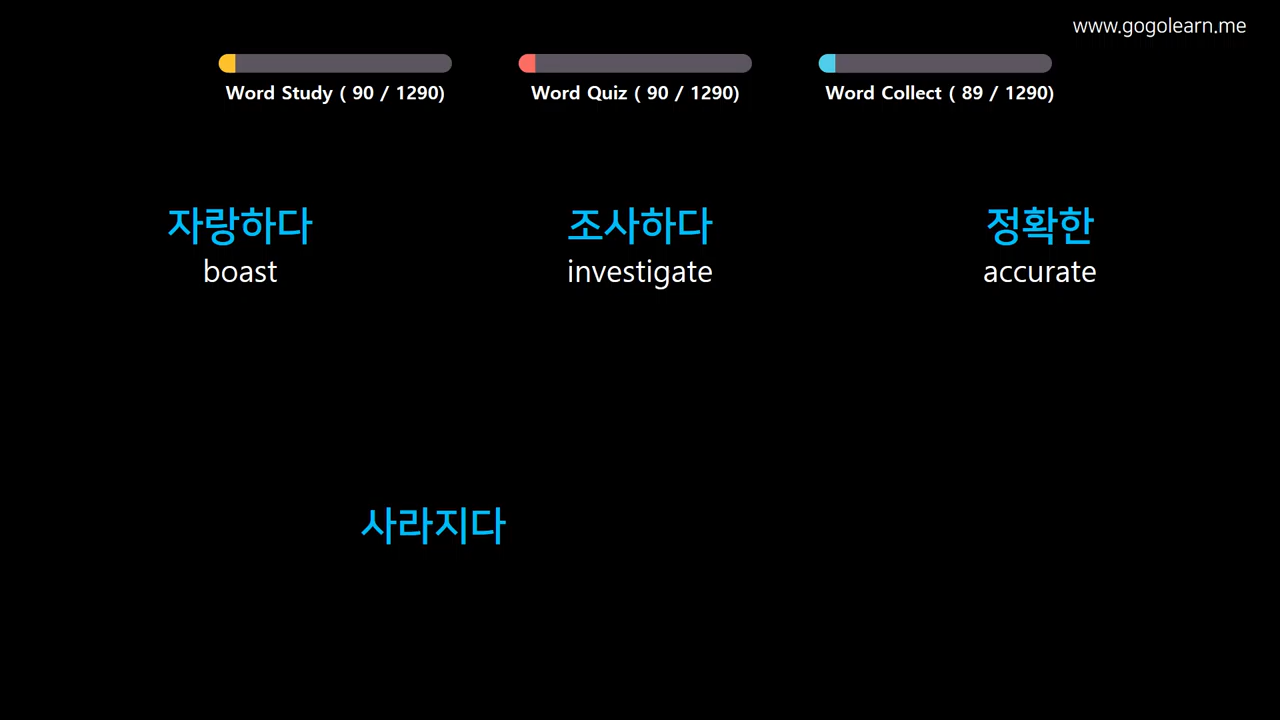 www.gogolearn.me
Word Study ( 90 / 1290)
Word Quiz ( 90 / 1290)
Word Collect ( 89 / 1290)
자랑하다
boast
조사하다
investigate
정확한
accurate
사라지다